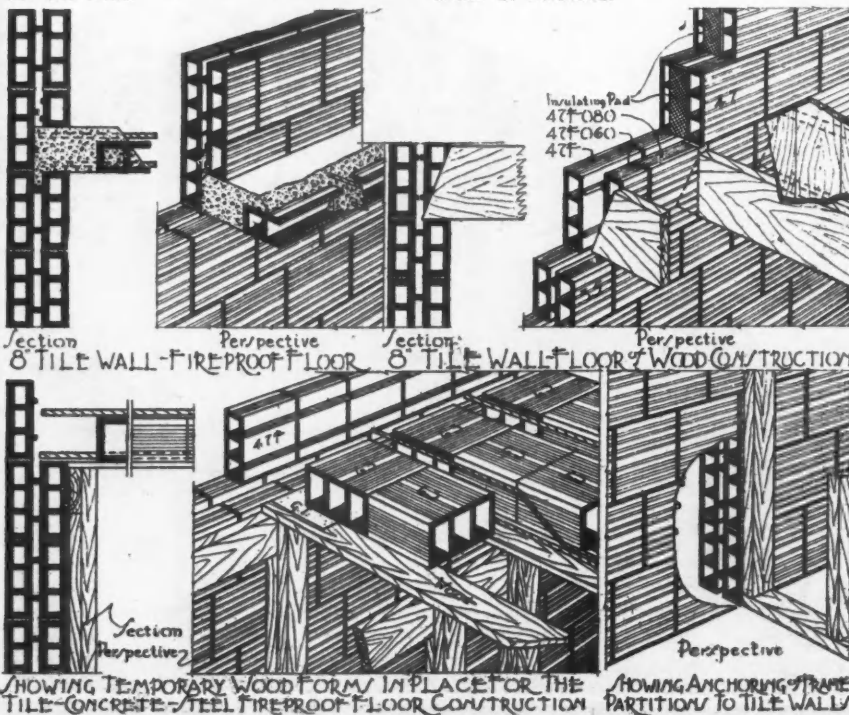 Insulating Pad
47F080
47F060
47F
47
Section
Perspective
Section
Perspective
8" TILE WALL-FIREPROOF FLOOR
8" TILE WALL-FLOOR of WOOD CONSTRUCTION
47F
Section
Perspective
Perspective
SHOWING TEMPORARY WOOD FORMS IN PLACE FOR THE
TILE-CONCRETE-STEEL FIREPROOF FLOOR CONSTRUCTION
SHOWING ANCHORING of FRAME
PARTITIONS TO TILE WALLS